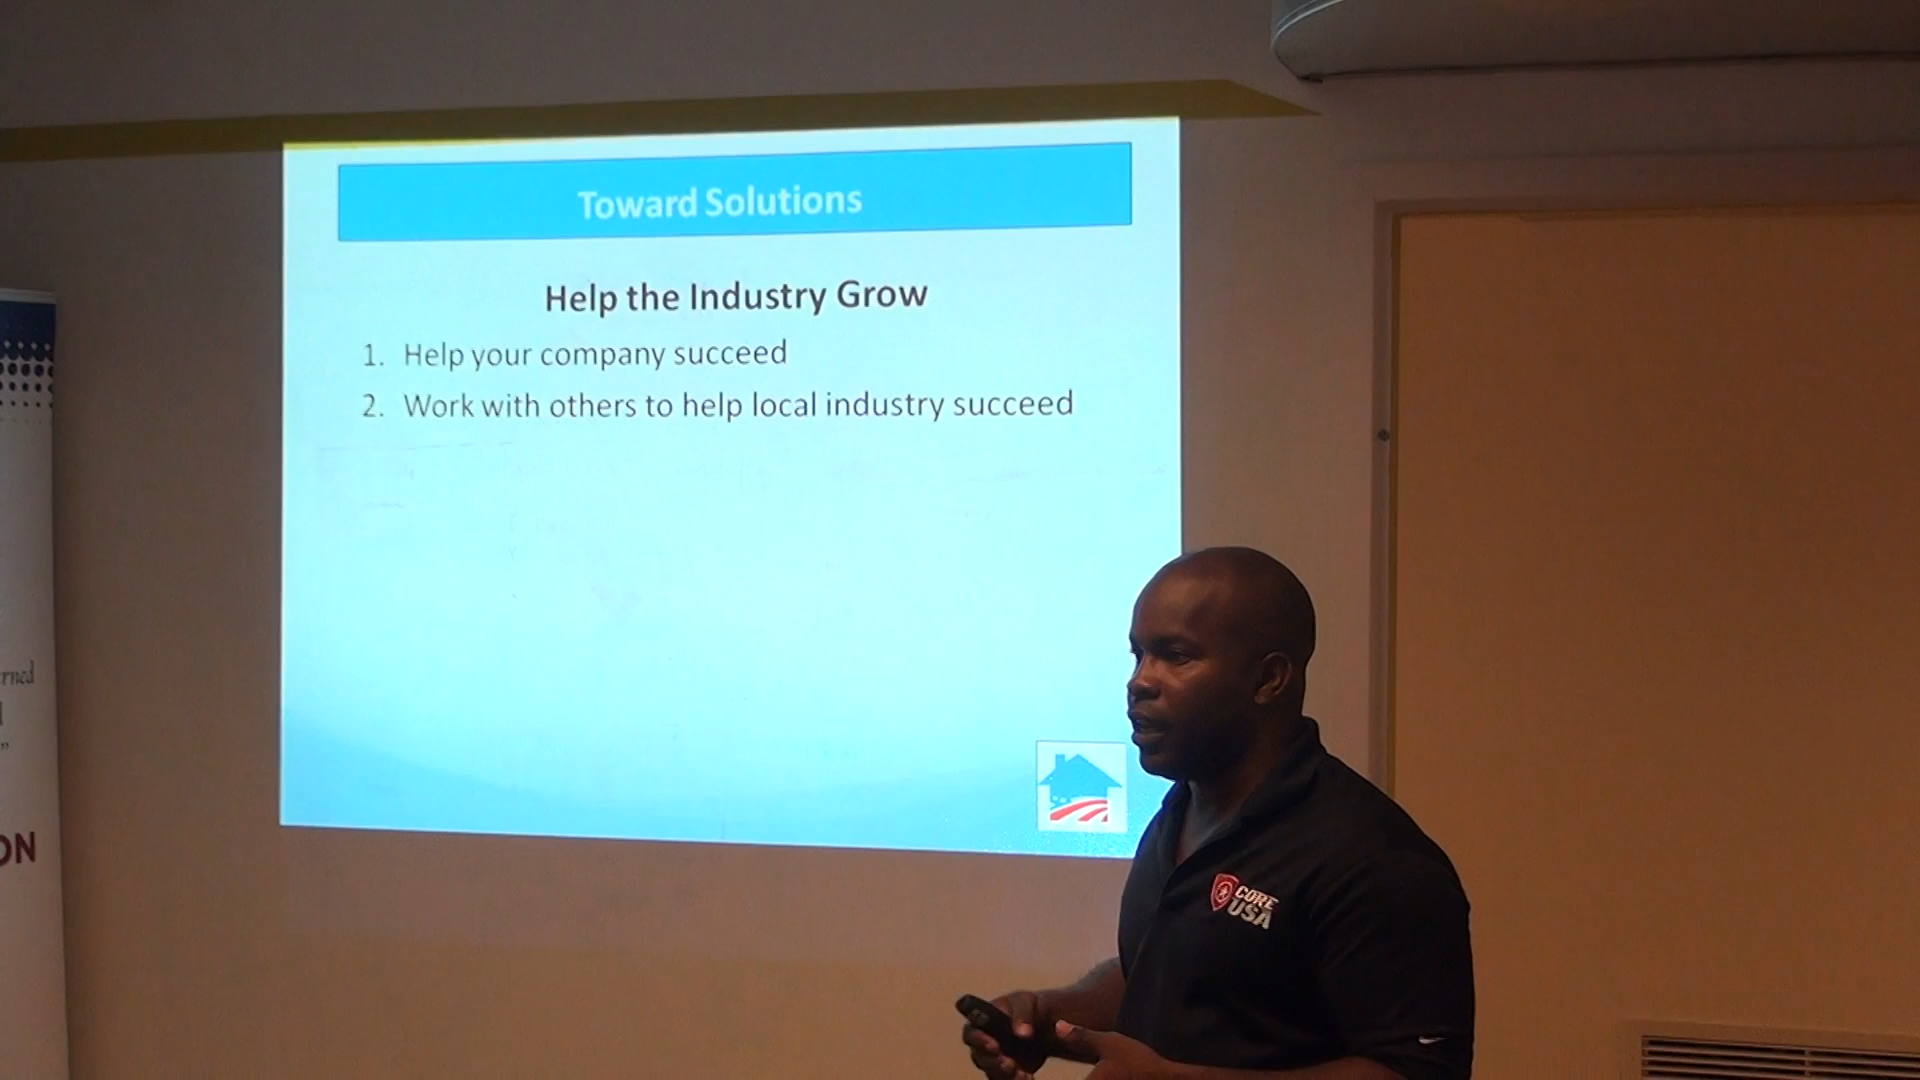 Toward Solutions
Help the Industry Grow
1. Help your company succeed
2. Work with others to help local industry succeed
CORE
USA
ON